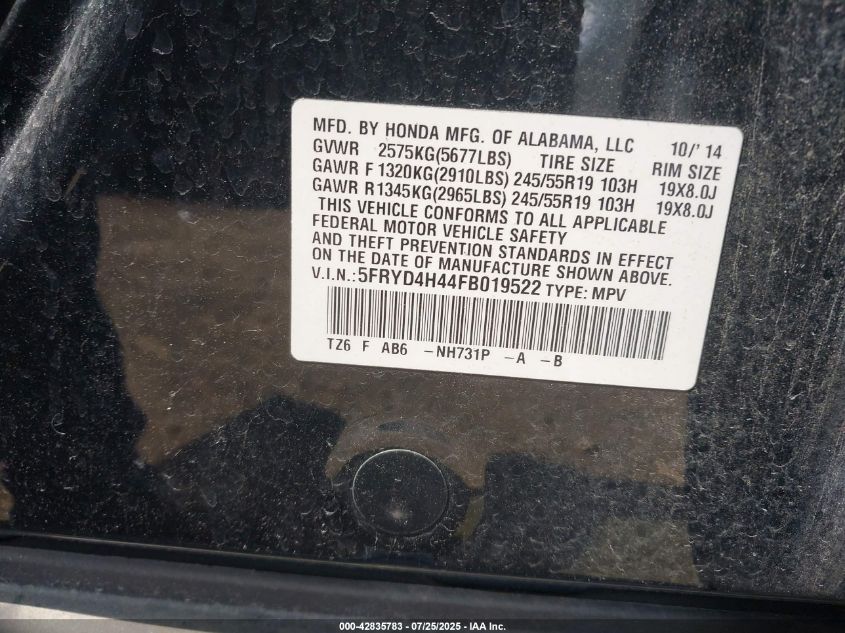 MFD. BY HONDA MFG. OF ALABAMA, LLC 10/' 14
GVWR 2575KG(5677LBS) TIRE SIZE RIM SIZE
GAWR F 1320KG(2910LBS) 245/55R19 103H 19X8.0J
GAWR R1345KG(2965LBS) 245/55R19 103H 19X8.0J
THIS VEHICLE CONFORMS TO ALL APPLICABLE
FEDERAL MOTOR VEHICLE SAFETY
AND THEFT PREVENTION STANDARDS IN EFFECT
ON THE DATE OF MANUFACTURE SHOWN ABOVE.
V.I.N.:5FRYD4H44FB019522 TYPE: MPV
TZ6 F AB6 -NH731P -A -B
000-42835783 / 07/25/2025 / IAA Inc.